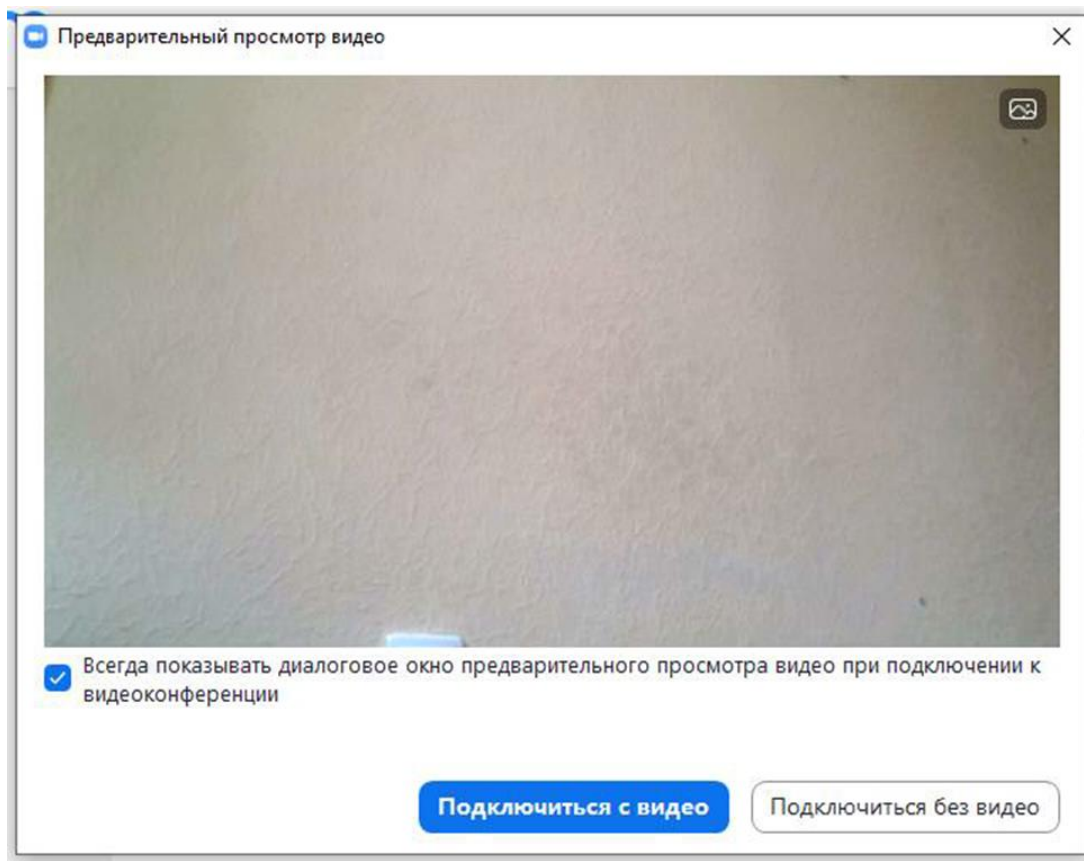 Предварительный просмотр видео
Всегда показывать диалоговое окно предварительного просмотра видео при подключении к
видеоконференции
Подключиться с видео
Подключиться без видео